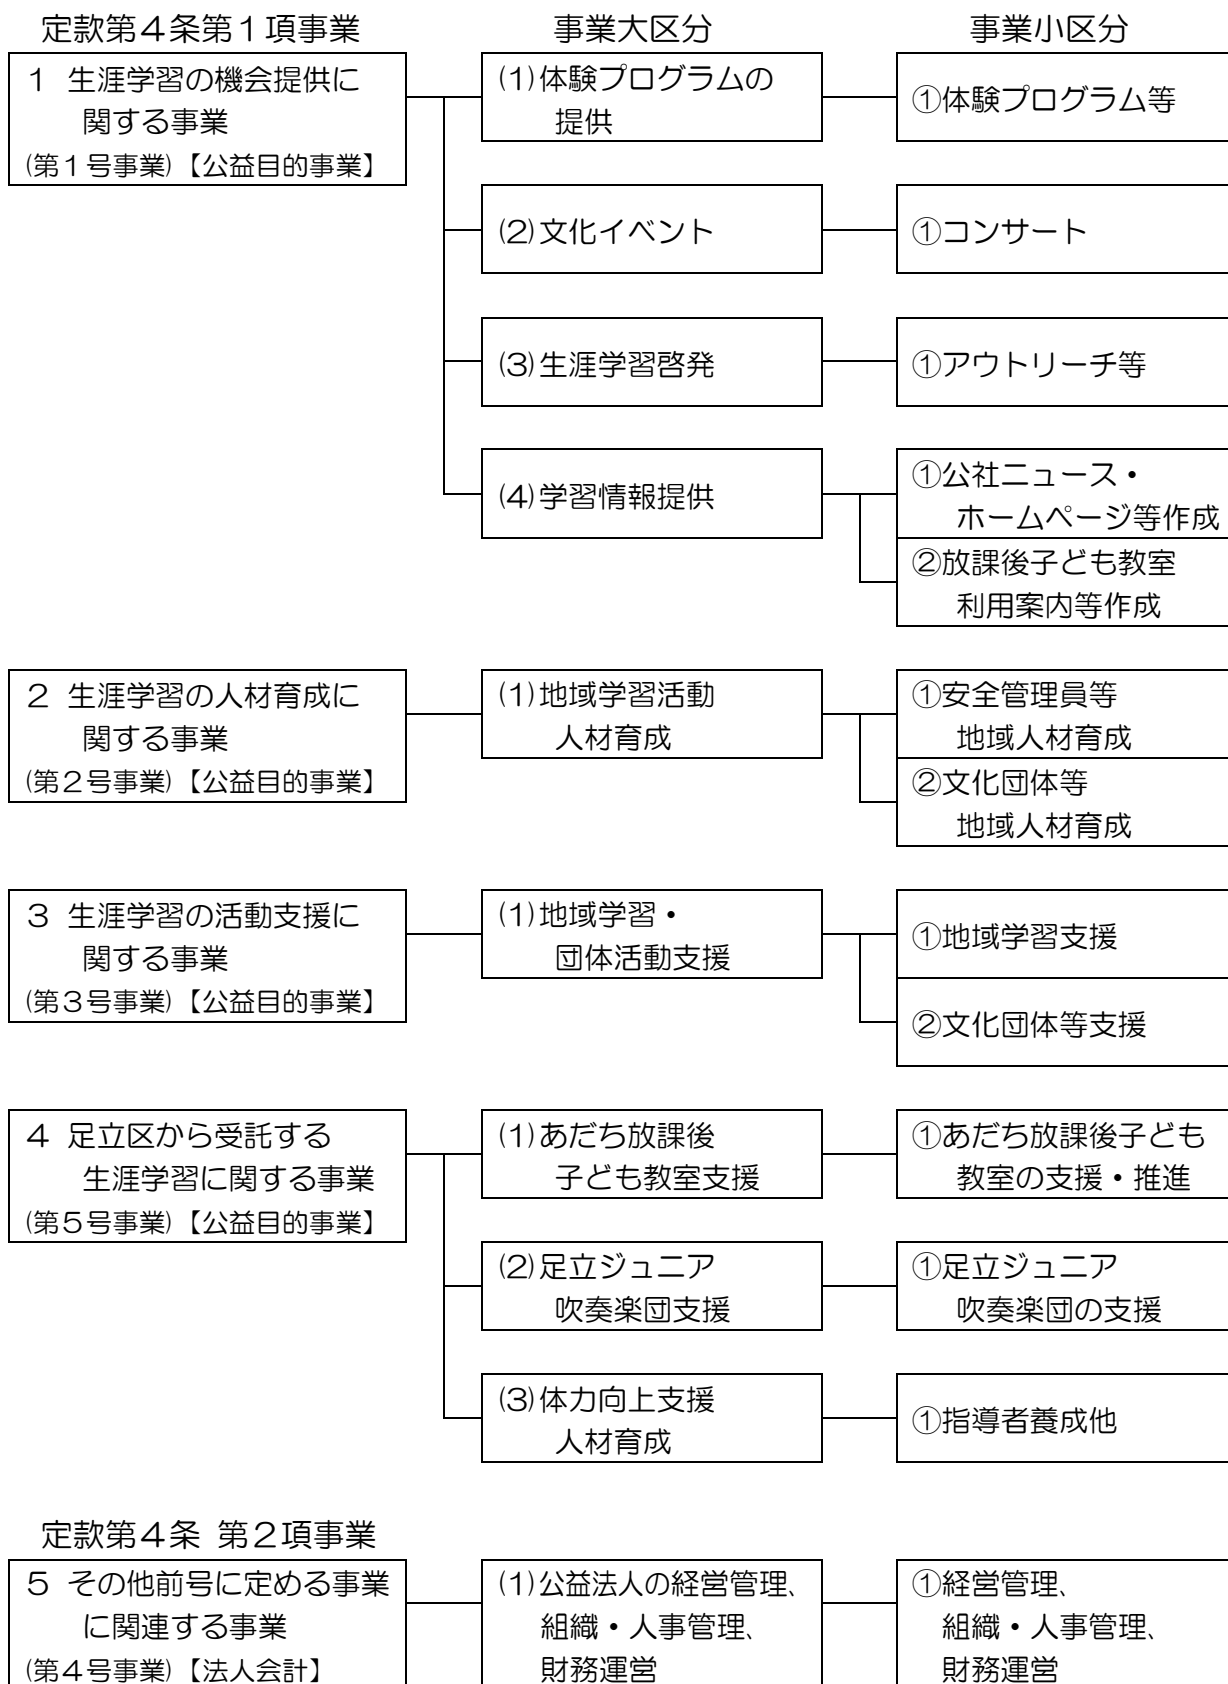 定款第４条第１項事業
事業大区分
事業小区分
１ 生涯学習の機会提供に
関する事業
(第１号事業)【公益目的事業】
(1)体験プログラムの
提供
①体験プログラム等
(2)文化イベント
①コンサート
(3)生涯学習啓発
①アウトリーチ等
(4)学習情報提供
①公社ニュース・
ホームページ等作成
②放課後子ども教室
利用案内等作成
２ 生涯学習の人材育成に
関する事業
(第２号事業)【公益目的事業】
(1)地域学習活動
人材育成
①安全管理員等
地域人材育成
②文化団体等
地域人材育成
３ 生涯学習の活動支援に
関する事業
(第３号事業)【公益目的事業】
(1)地域学習・
団体活動支援
①地域学習支援
②文化団体等支援
４ 足立区から受託する
生涯学習に関する事業
(第５号事業)【公益目的事業】
(1)あだち放課後
子ども教室支援
①あだち放課後子ども
教室の支援・推進
(2)足立ジュニア
吹奏楽団支援
①足立ジュニア
吹奏楽団の支援
(3)体力向上支援
人材育成
①指導者養成他
定款第４条 第２項事業
５ その他前号に定める事業
に関連する事業
(第４号事業)【法人会計】
(1)公益法人の経営管理、
組織・人事管理、
財務運営
①経営管理、
組織・人事管理、
財務運営